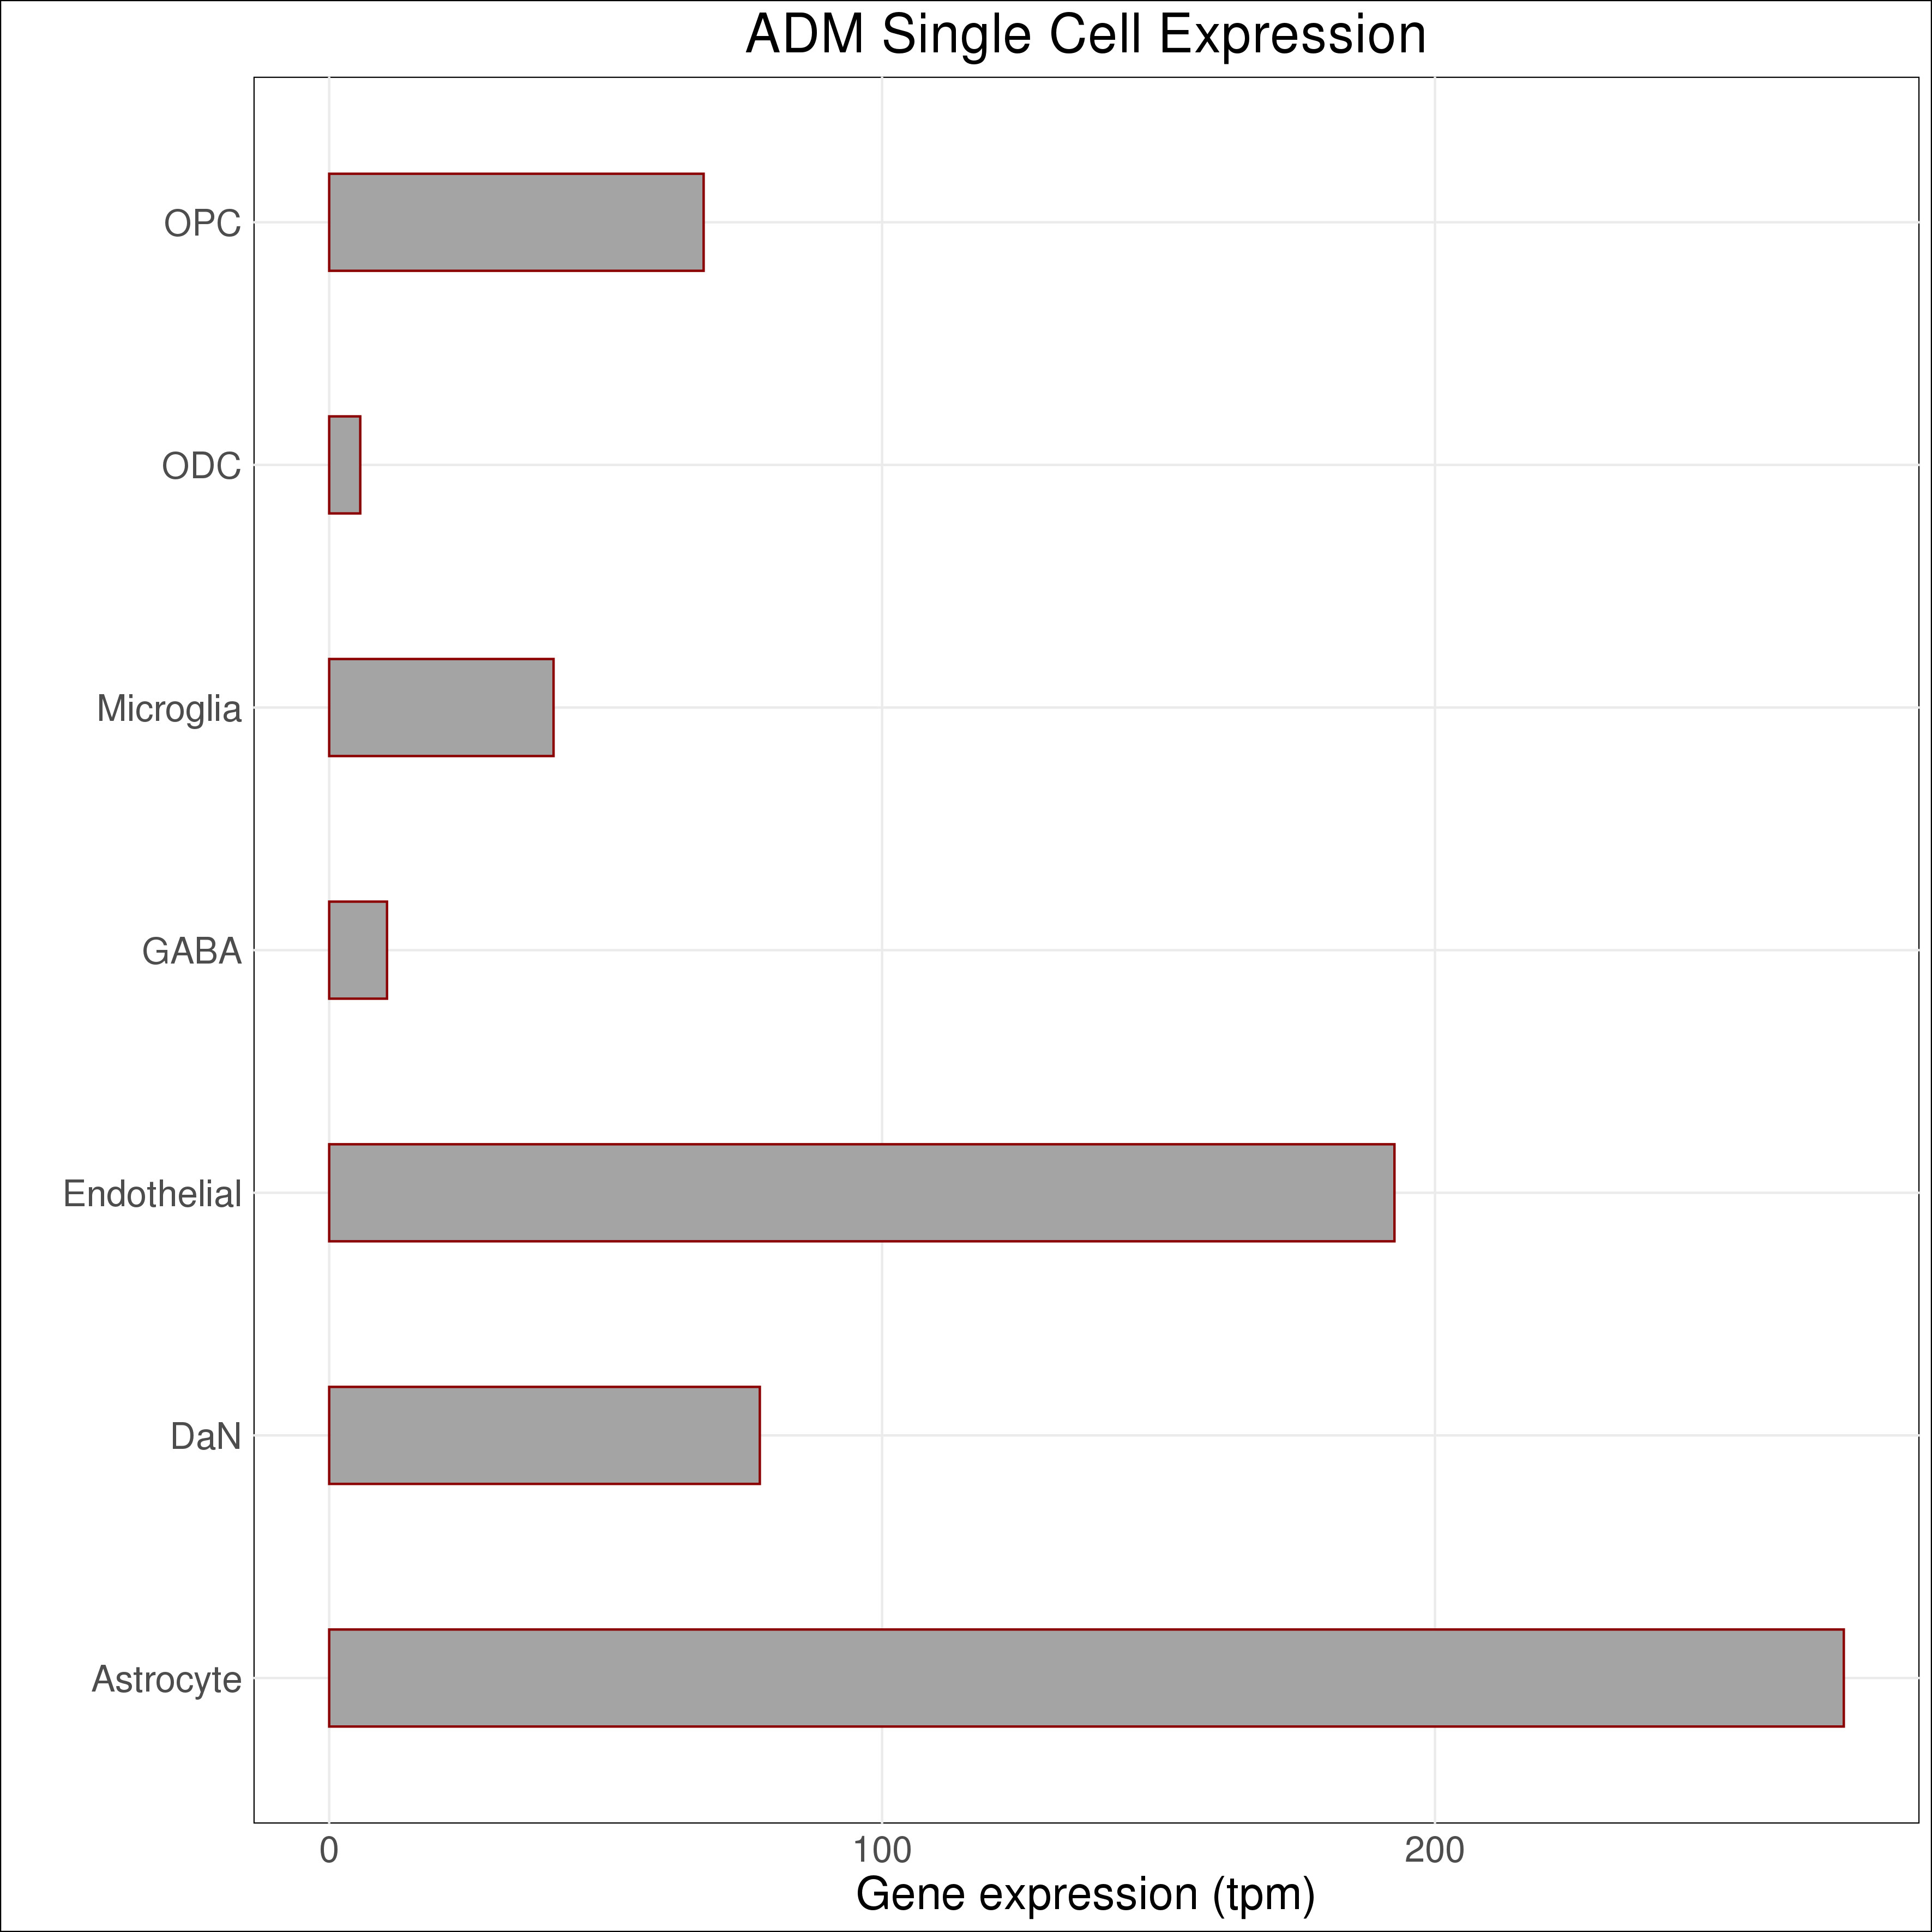 ADM Single Cell Expression
OPC
ODC
Microglia
GABA
Endothelial
DaN
Astrocyte
0 100 200
Gene expression (tpm)